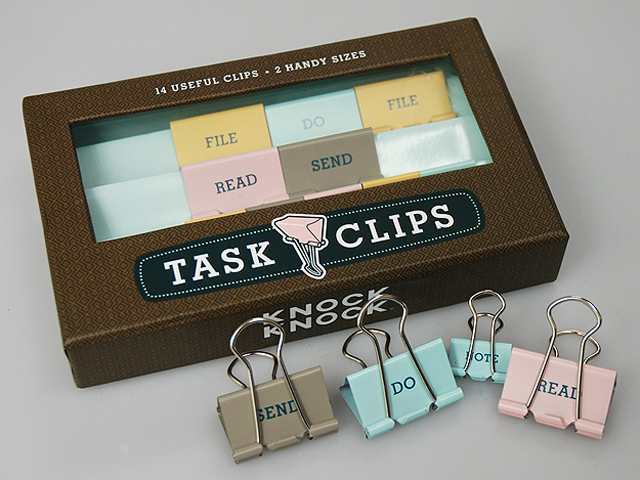 14 USEFUL CLIPS • 2 HANDY SIZES
FILE DO FILE
READ SEND
TASK CLIPS
KNOCK
KNOCK
SEND DO NOTE READ